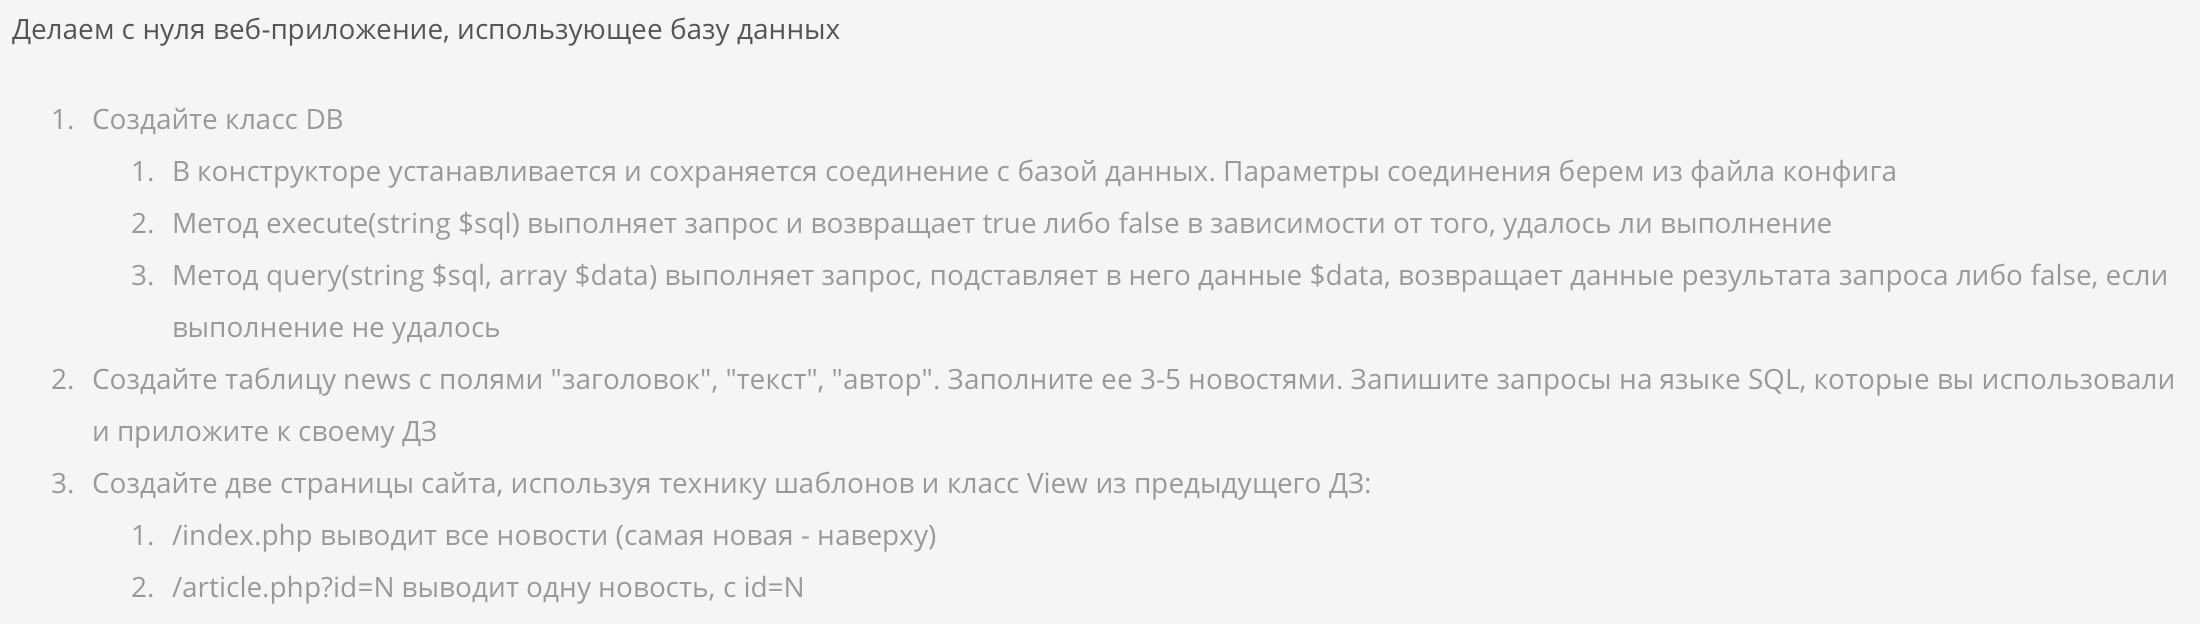 Делаем с нуля веб-приложение, использующее базу данных
1. Создайте класс DB
1. В конструкторе устанавливается и сохраняется соединение с базой данных. Параметры соединения берем из файла конфига
2. Метод execute(string $sql) выполняет запрос и возвращает true либо false в зависимости от того, удалось ли выполнение
3. Метод query(string $sql, array $data) выполняет запрос, подставляет в него данные $data, возвращает данные результата запроса либо false, если
выполнение не удалось
2. Создайте таблицу news с полями "заголовок", "текст", "автор". Заполните ее 3-5 новостями. Запишите запросы на языке SQL, которые вы использовали
и приложите к своему ДЗ
3. Создайте две страницы сайта, используя технику шаблонов и класс View из предыдущего ДЗ:
1. /index.php выводит все новости (самая новая - наверху)
2. /article.php?id=N выводит одну новость, с id=N